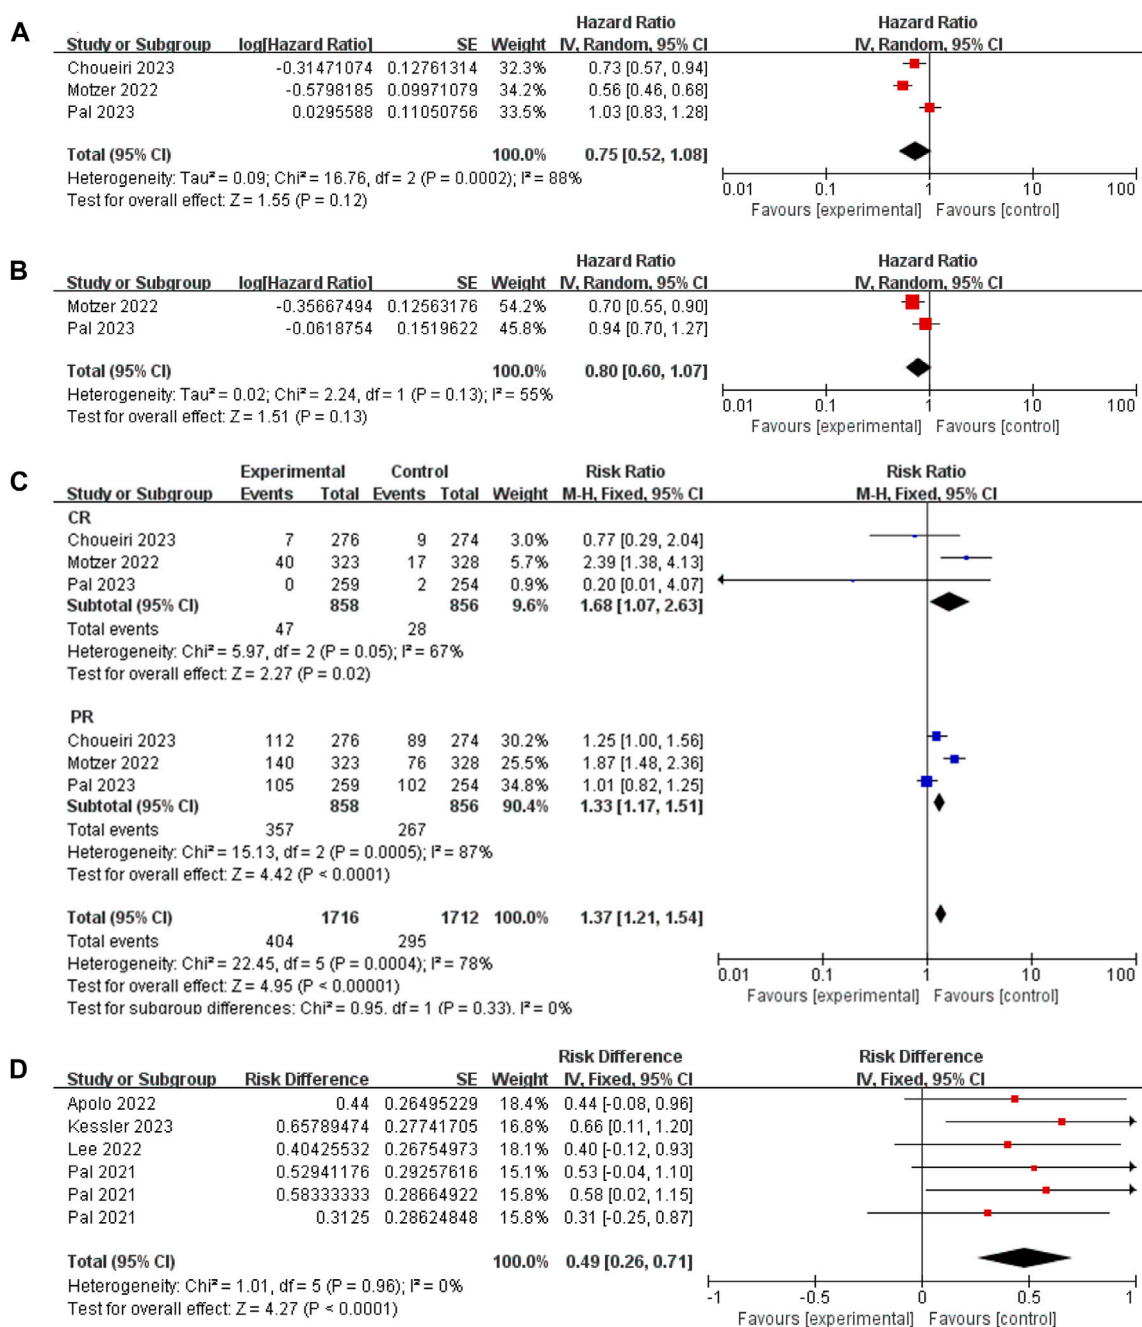 A
Hazard Ratio Hazard Ratio
Study or Subgroup log[Hazard Ratio] SE Weight IV, Random, 95% CI IV, Random, 95% CI
Choueiri 2023 -0.31471074 0.12761314 32.3% 0.73 [0.57, 0.94]
Motzer 2022 -0.5798185 0.09971079 34.2% 0.56 [0.46, 0.68]
Pal 2023 0.0295588 0.11050756 33.5% 1.03 [0.83, 1.28]
Total (95% CI) 100.0% 0.75 [0.52, 1.08]
Heterogeneity: Tau² = 0.09; Chi² = 16.76, df = 2 (P = 0.0002); I² = 88%
Test for overall effect: Z = 1.55 (P = 0.12)
0.01 0.1 1 10 100
Favours [experimental] Favours [control]
B
Hazard Ratio Hazard Ratio
Study or Subgroup log[Hazard Ratio] SE Weight IV, Random, 95% CI IV, Random, 95% CI
Motzer 2022 -0.35667494 0.12563176 54.2% 0.70 [0.55, 0.90]
Pal 2023 -0.0618754 0.1519622 45.8% 0.94 [0.70, 1.27]
Total (95% CI) 100.0% 0.80 [0.60, 1.07]
Heterogeneity: Tau² = 0.02; Chi² = 2.24, df = 1 (P = 0.13); I² = 55%
Test for overall effect: Z = 1.51 (P = 0.13)
0.01 0.1 1 10 100
Favours [experimental] Favours [control]
C
Experimental Control Risk Ratio Risk Ratio
Study or Subgroup Events Total Events Total Weight M-H, Fixed, 95% CI M-H, Fixed, 95% CI
CR
Choueiri 2023 7 276 9 274 3.0% 0.77 [0.29, 2.04]
Motzer 2022 40 323 17 328 5.7% 2.39 [1.38, 4.13]
Pal 2023 0 259 2 254 0.9% 0.20 [0.01, 4.07]
Subtotal (95% CI) 858 856 9.6% 1.68 [1.07, 2.63]
Total events 47 28
Heterogeneity: Chi² = 5.97, df = 2 (P = 0.05); I² = 67%
Test for overall effect: Z = 2.27 (P = 0.02)
PR
Choueiri 2023 112 276 89 274 30.2% 1.25 [1.00, 1.56]
Motzer 2022 140 323 76 328 25.5% 1.87 [1.48, 2.36]
Pal 2023 105 259 102 254 34.8% 1.01 [0.82, 1.25]
Subtotal (95% CI) 858 856 90.4% 1.33 [1.17, 1.51]
Total events 357 267
Heterogeneity: Chi² = 15.13, df = 2 (P = 0.0005); I² = 87%
Test for overall effect: Z = 4.42 (P < 0.0001)
Total (95% CI) 1716 1712 100.0% 1.37 [1.21, 1.54]
Total events 404 295
Heterogeneity: Chi² = 22.45, df = 5 (P = 0.0004); I² = 78%
Test for overall effect: Z = 4.95 (P < 0.00001)
Test for subgroup differences: Chi² = 0.95, df = 1 (P = 0.33), I² = 0%
0.01 0.1 1 10 100
Favours [experimental] Favours [control]
D
Risk Difference Risk Difference
Study or Subgroup Risk Difference SE Weight IV, Fixed, 95% CI IV, Fixed, 95% CI
Apolo 2022 0.44 0.26495229 18.4% 0.44 [-0.08, 0.96]
Kessler 2023 0.65789474 0.27741705 16.8% 0.66 [0.11, 1.20]
Lee 2022 0.40425532 0.26754973 18.1% 0.40 [-0.12, 0.93]
Pal 2021 0.52941176 0.29257616 15.1% 0.53 [-0.04, 1.10]
Pal 2021 0.58333333 0.28664922 15.8% 0.58 [0.02, 1.15]
Pal 2021 0.3125 0.28624848 15.8% 0.31 [-0.25, 0.87]
Total (95% CI) 100.0% 0.49 [0.26, 0.71]
Heterogeneity: Chi² = 1.01, df = 5 (P = 0.96); I² = 0%
Test for overall effect: Z = 4.27 (P < 0.0001)
-1 -0.5 0 0.5 1
Favours [experimental] Favours [control]